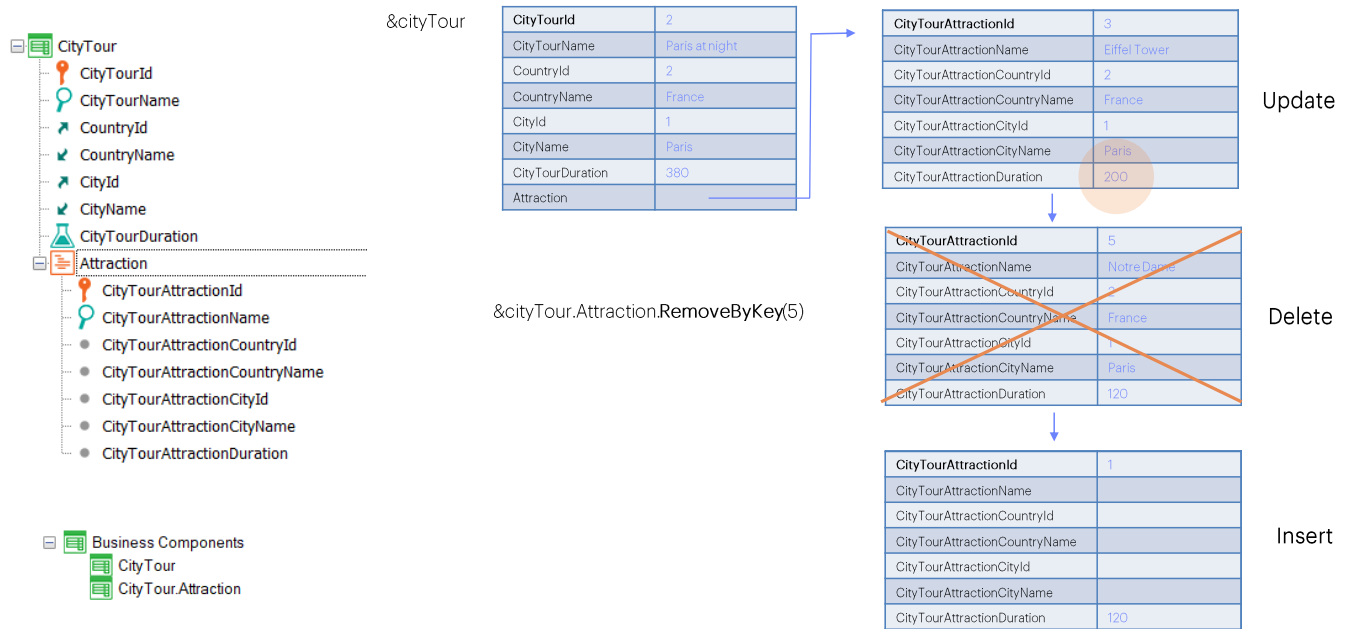 CityTour
CityTourId
CityTourName
CountryId
CountryName
CityId
CityName
CityTourDuration
Attraction
CityTourAttractionId
CityTourAttractionName
CityTourAttractionCountryId
CityTourAttractionCountryName
CityTourAttractionCityId
CityTourAttractionCityName
CityTourAttractionDuration
Business Components
CityTour
CityTour.Attraction
&cityTour
CityTourId 2
CityTourName Paris at night
CountryId 2
CountryName France
CityId 1
CityName Paris
CityTourDuration 380
Attraction
&cityTour.Attraction.RemoveByKey(5)
CityTourAttractionId 3
CityTourAttractionName Eiffel Tower
CityTourAttractionCountryId 2
CityTourAttractionCountryName France
CityTourAttractionCityId 1
CityTourAttractionCityName Paris
CityTourAttractionDuration 200
Update
CityTourAttractionId 5
CityTourAttractionName Notre Dame
CityTourAttractionCountryId 2
CityTourAttractionCountryName France
CityTourAttractionCityId 1
CityTourAttractionCityName Paris
CityTourAttractionDuration 120
Delete
CityTourAttractionId 1
CityTourAttractionName
CityTourAttractionCountryId
CityTourAttractionCountryName
CityTourAttractionCityId
CityTourAttractionCityName
CityTourAttractionDuration 120
Insert